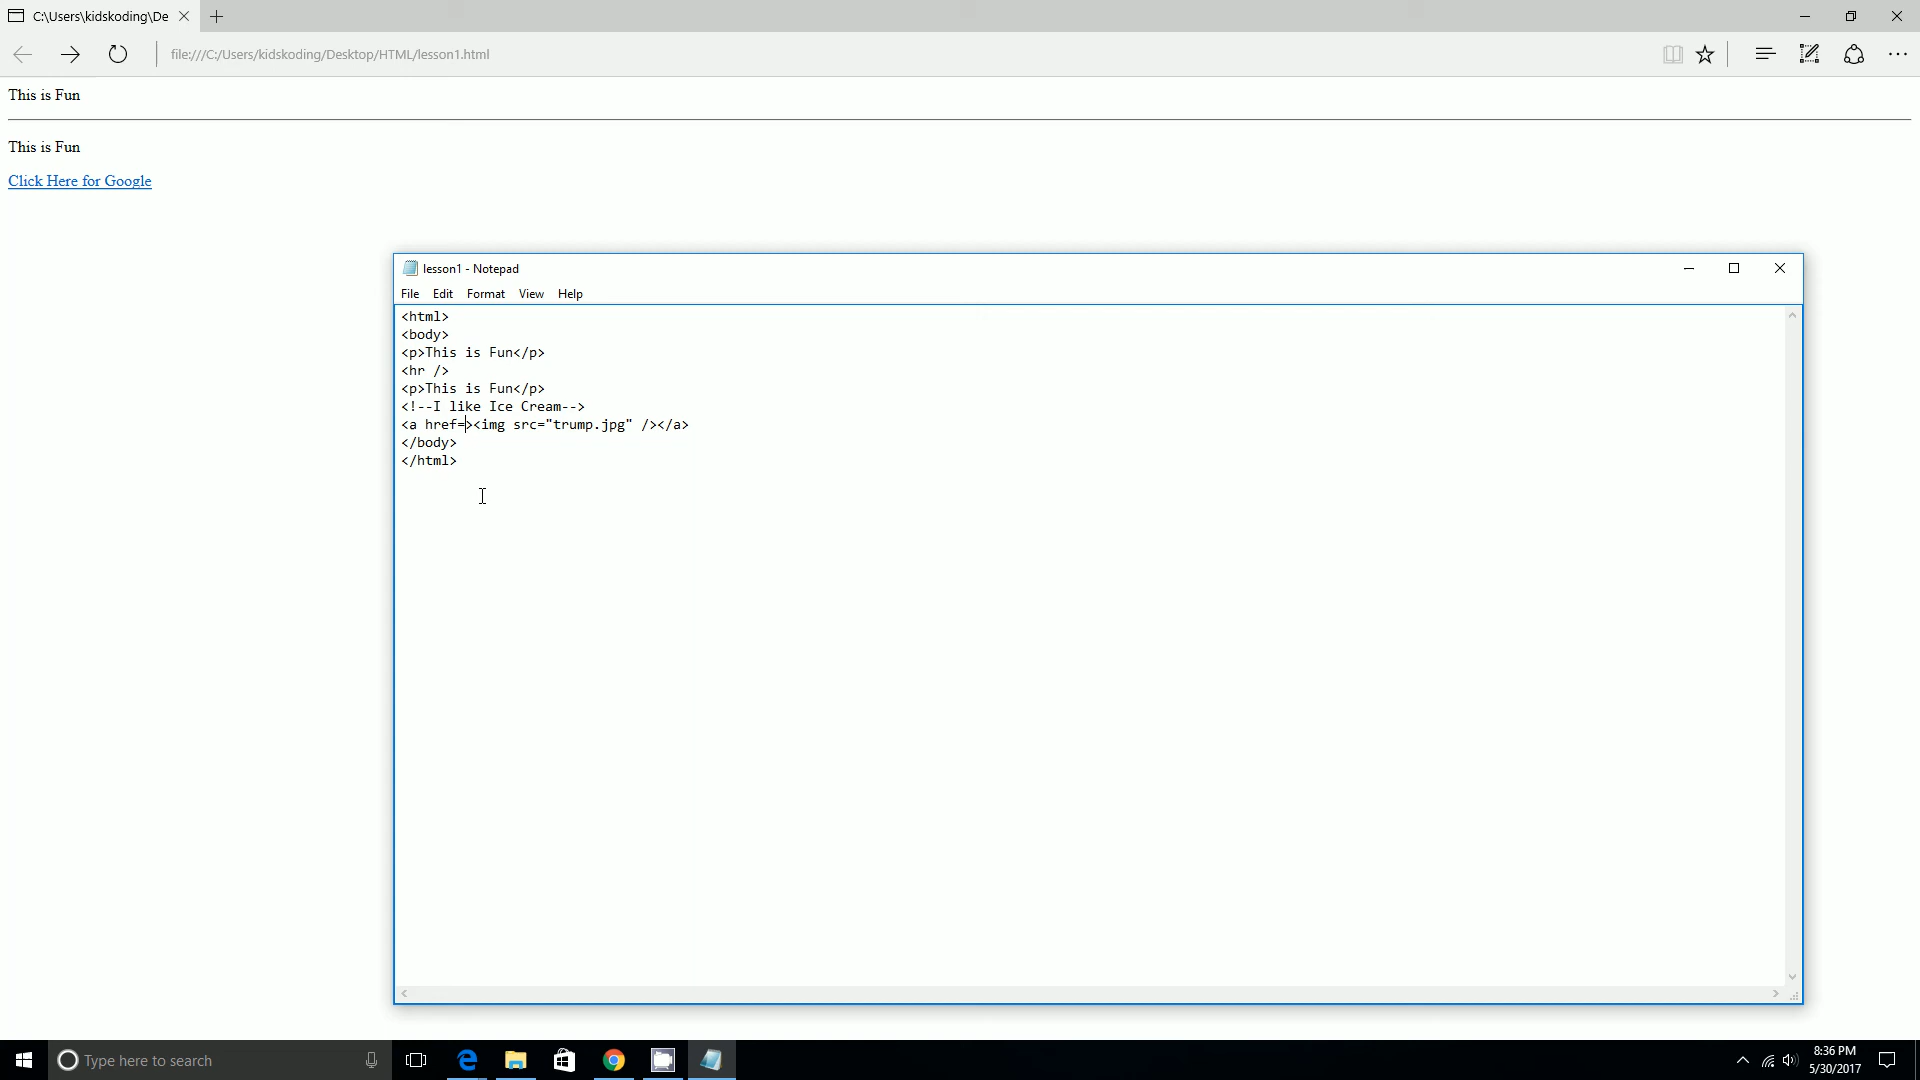 C:\Users\kidskoding\De
file:///C:/Users/kidskoding/Desktop/HTML/lesson1.html
This is Fun
This is Fun
Click Here for Google
lesson1 - Notepad
File Edit Format View Help
<html>
<body>
<p>This is Fun</p>
<hr />
<p>This is Fun</p>
<!--I like Ice Cream-->
<a href=><img src="trump.jpg" /></a>
</body>
</html>
Type here to search
8:36 PM
5/30/2017